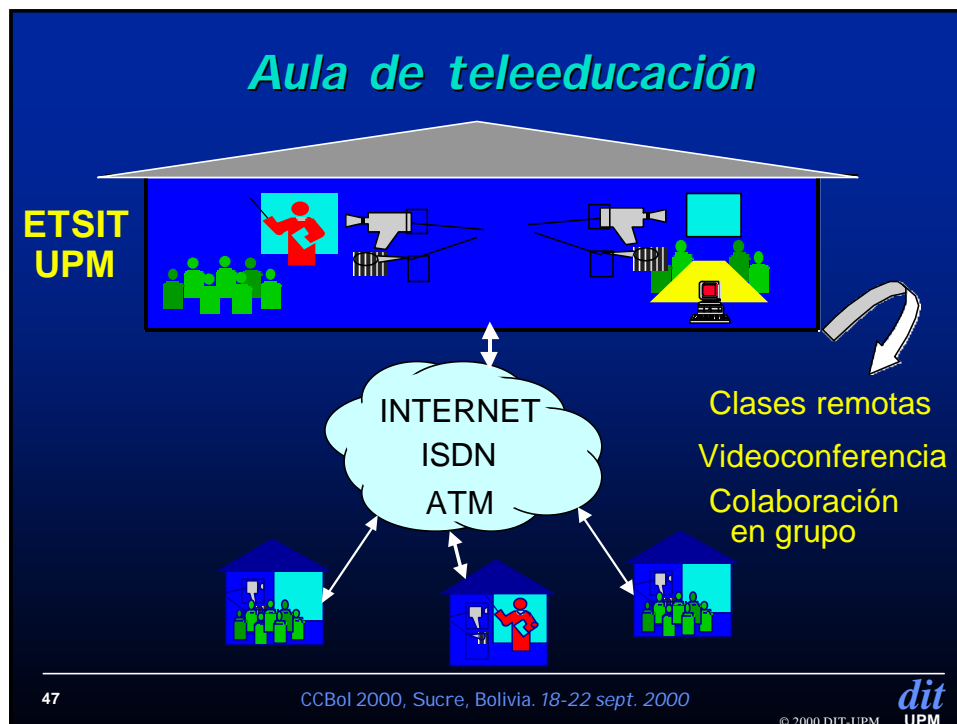 Aula de teleeducación
ETSIT
UPM
INTERNET
ISDN
ATM
Clases remotas
Videoconferencia
Colaboración
en grupo
47
CCBol 2000, Sucre, Bolivia. 18-22 sept. 2000
dit
UPM
© 2000 DIT-UPM